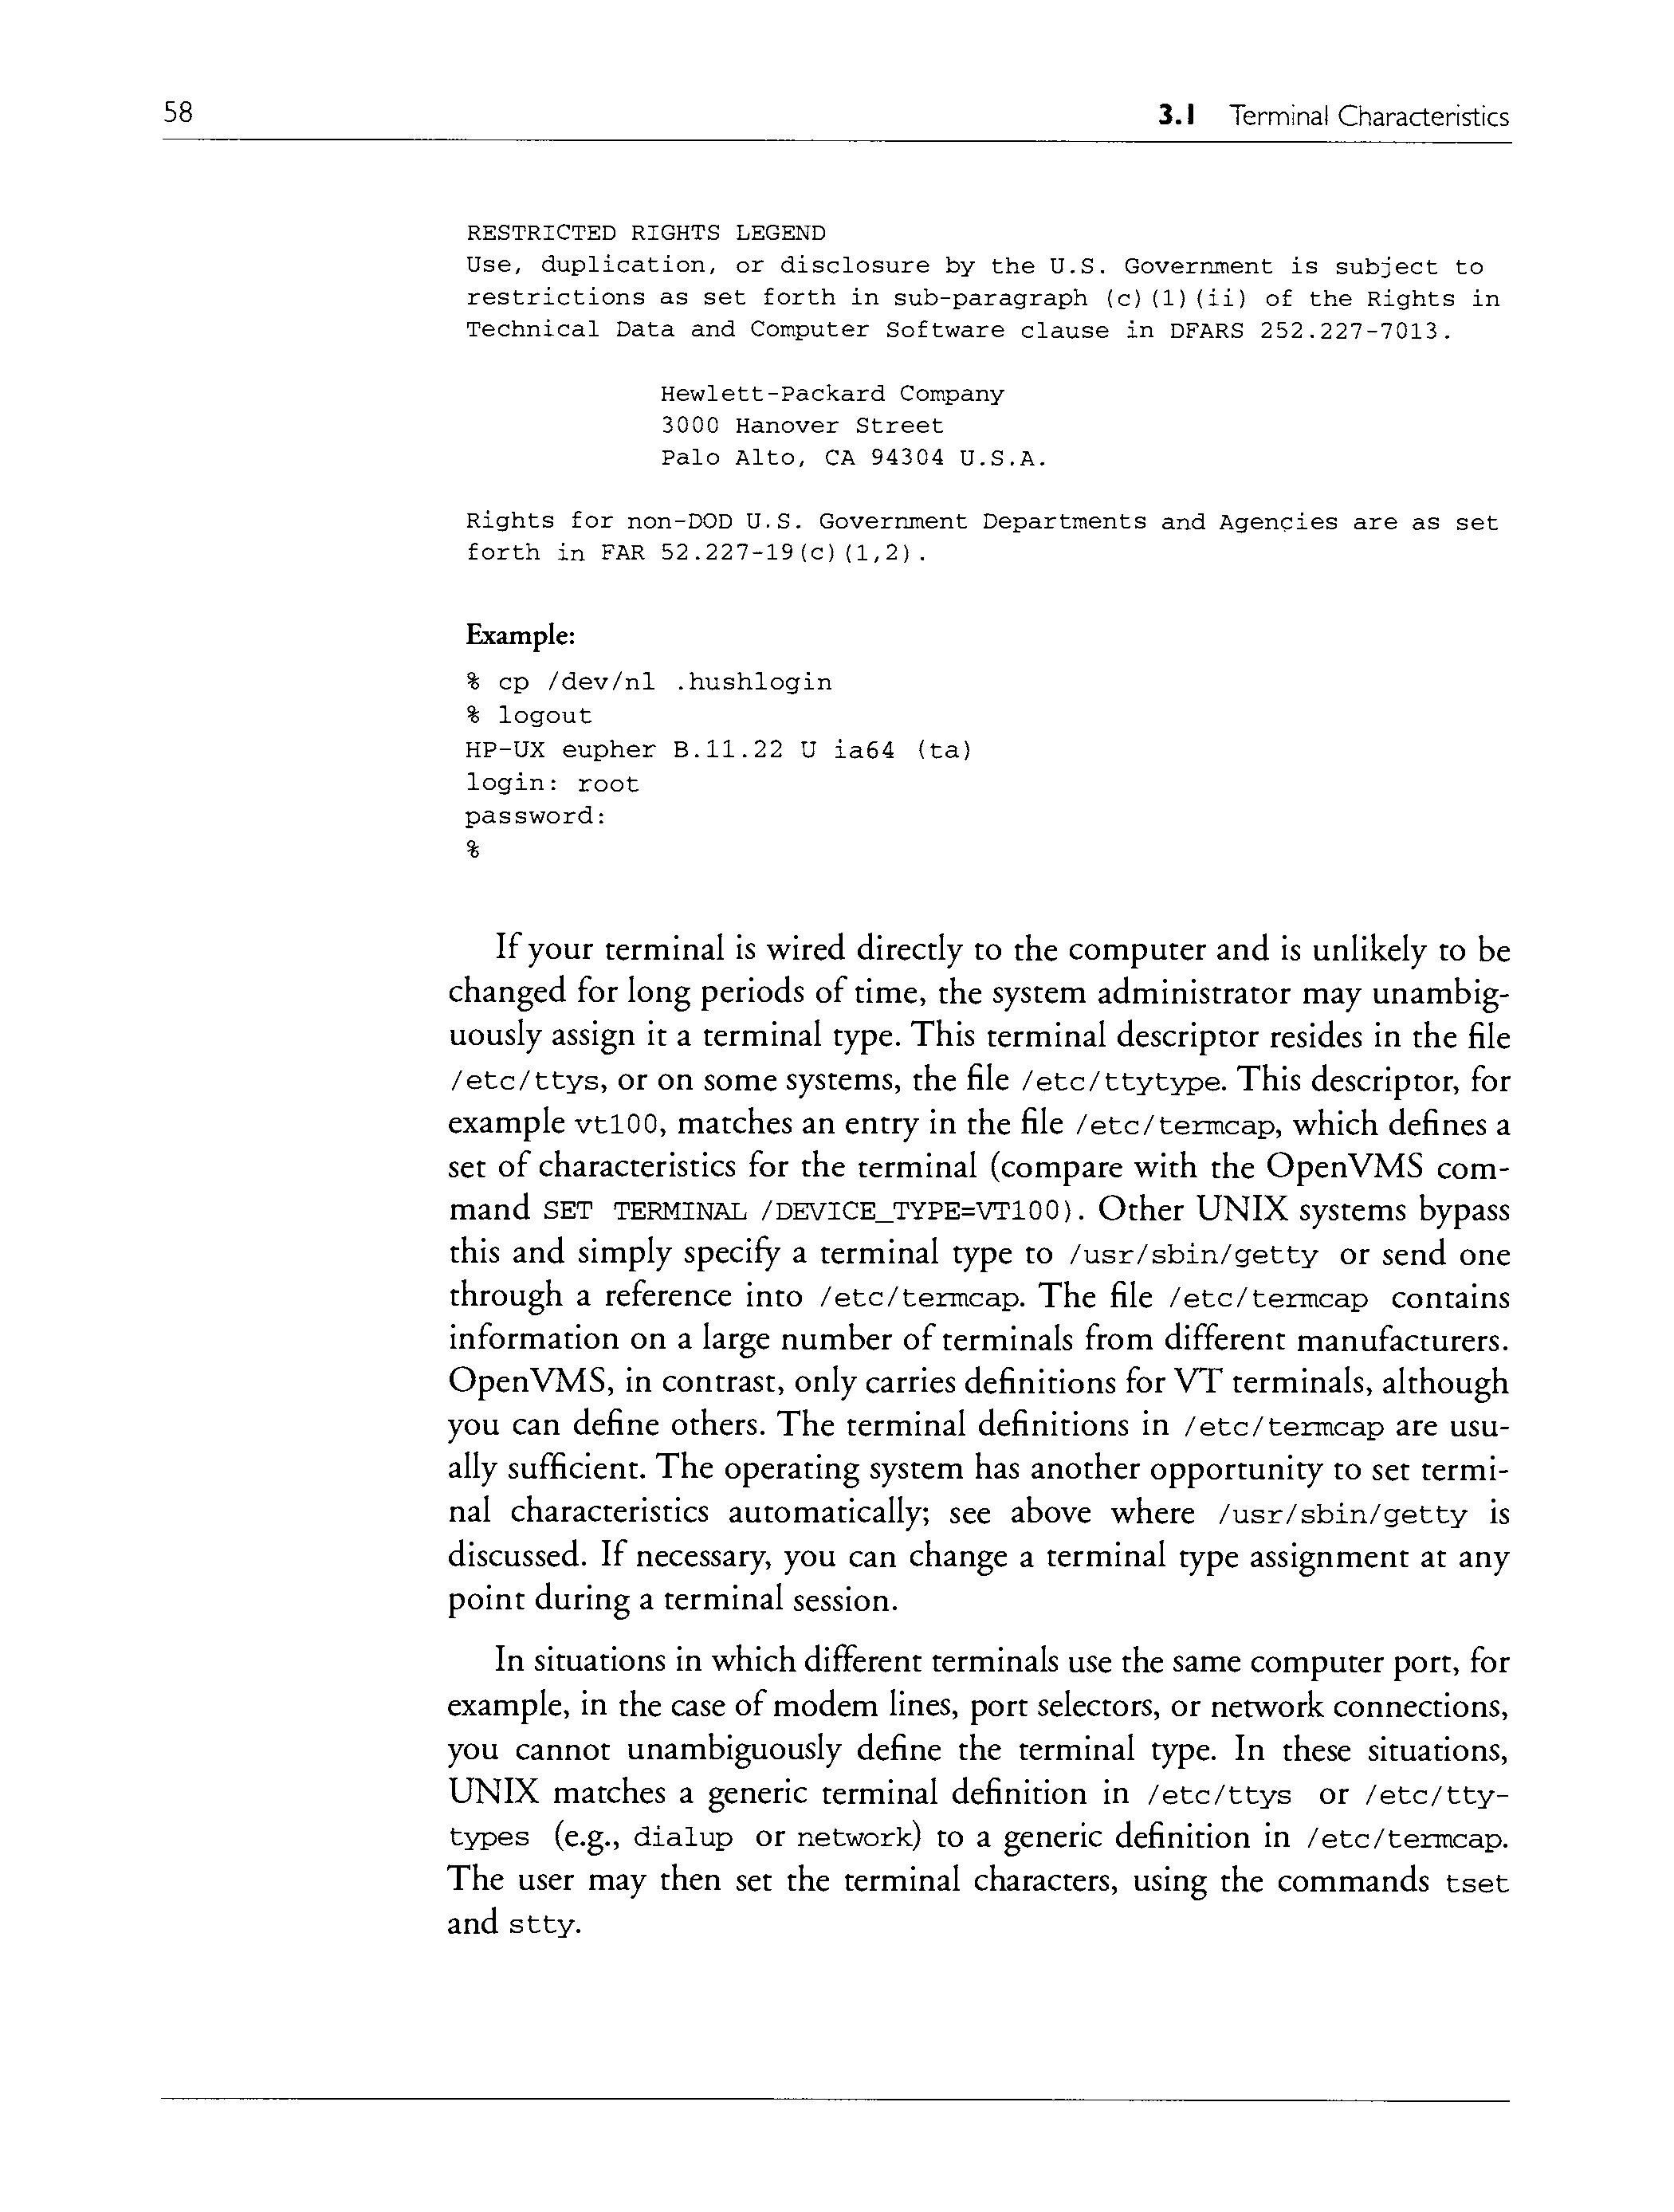 58
3.1 Terminal Characteristics
RESTRICTED RIGHTS LEGEND
Use, duplication, or disclosure by the U.S. Government is subject to
restrictions as set forth in sub-paragraph (c)(1)(ii) of the Rights in
Technical Data and Computer Software clause in DFARS 252.227-7013.
Hewlett-Packard Company
3000 Hanover Street
Palo Alto, CA 94304 U.S.A.
Rights for non-DOD U.S. Government Departments and Agencies are as set
forth in FAR 52.227-19(c)(1,2).
Example:
% cp /dev/nl .hushlogin
% logout
HP-UX eupher B.11.22 U ia64 (ta)
login: root
password:
%
If your terminal is wired directly to the computer and is unlikely to be
changed for long periods of time, the system administrator may unambig-
uously assign it a terminal type. This terminal descriptor resides in the file
/etc/ttys, or on some systems, the file /etc/ttytype. This descriptor, for
example vt100, matches an entry in the file /etc/termcap, which defines a
set of characteristics for the terminal (compare with the OpenVMS com-
mand SET TERMINAL /DEVICE_TYPE=VT100). Other UNIX systems bypass
this and simply specify a terminal type to /usr/sbin/getty or send one
through a reference into /etc/termcap. The file /etc/termcap contains
information on a large number of terminals from different manufacturers.
OpenVMS, in contrast, only carries definitions for VT terminals, although
you can define others. The terminal definitions in /etc/termcap are usu-
ally sufficient. The operating system has another opportunity to set termi-
nal characteristics automatically; see above where /usr/sbin/getty is
discussed. If necessary, you can change a terminal type assignment at any
point during a terminal session.
In situations in which different terminals use the same computer port, for
example, in the case of modem lines, port selectors, or network connections,
you cannot unambiguously define the terminal type. In these situations,
UNIX matches a generic terminal definition in /etc/ttys or /etc/tty-
types (e.g., dialup or network) to a generic definition in /etc/termcap.
The user may then set the terminal characters, using the commands tset
and stty.